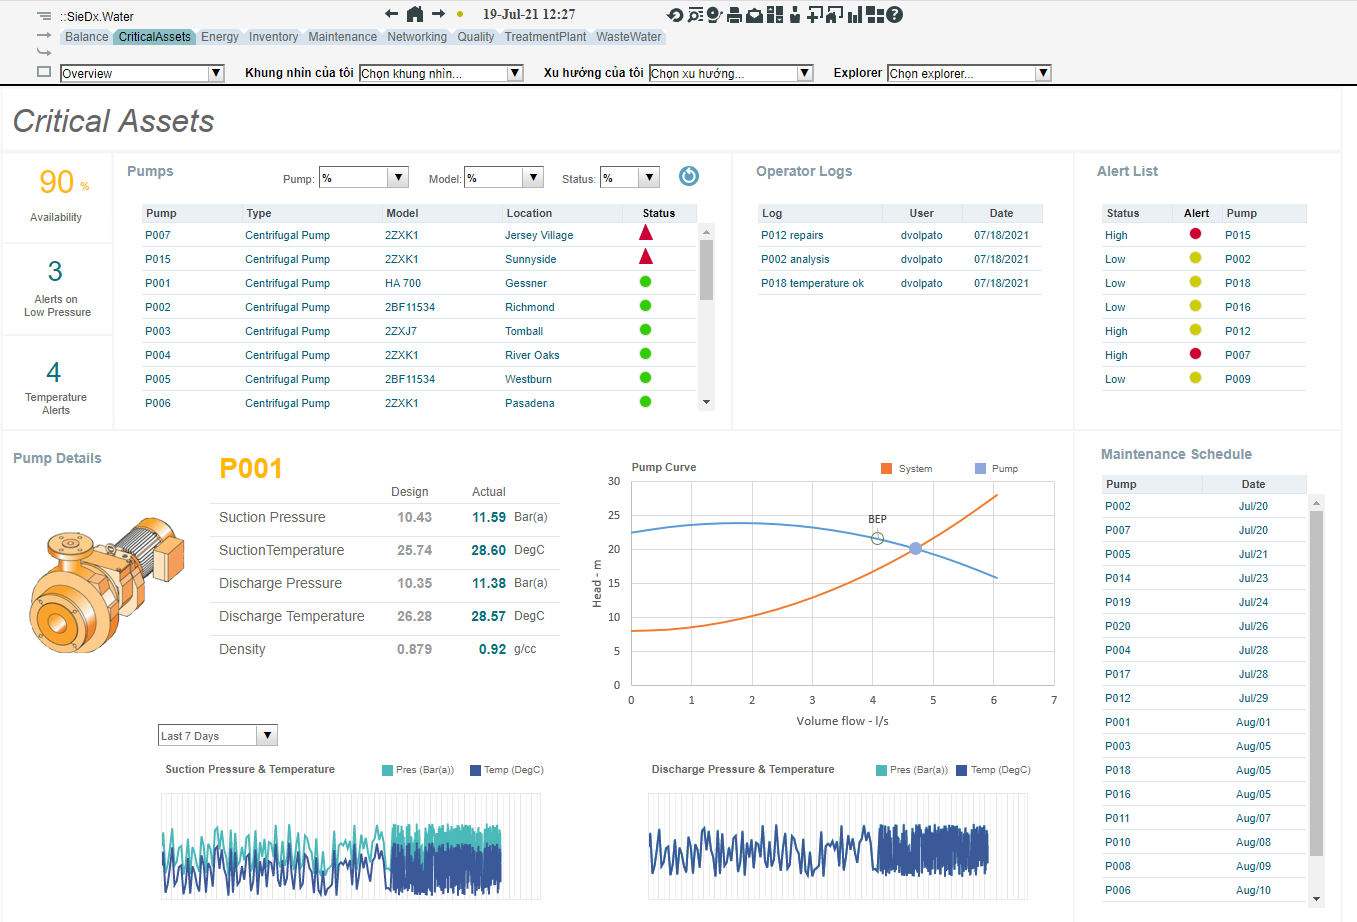 ::SieDx.Water
19-Jul-21 12:27
Balance CriticalAssets Energy Inventory Maintenance Networking Quality TreatmentPlant WasteWater
Overview Khung nhìn của tôi Chọn khung nhìn... Xu hướng của tôi Chọn xu hướng... Explorer Chọn explorer...
Critical Assets
90 %
Availability
3
Alerts on
Low Pressure
4
Temperature
Alerts
Pumps
Pump: % Model: % Status: %
Pump Type Model Location Status
P007 Centrifugal Pump 2ZXK1 Jersey Village
P015 Centrifugal Pump 2ZXK1 Sunnyside
P001 Centrifugal Pump HA 700 Gessner
P002 Centrifugal Pump 2BF11534 Richmond
P003 Centrifugal Pump 2ZXJ7 Tomball
P004 Centrifugal Pump 2ZXK1 River Oaks
P005 Centrifugal Pump 2BF11534 Westburn
P006 Centrifugal Pump 2ZXK1 Pasadena
Operator Logs
Log User Date
P012 repairs dvolpato 07/18/2021
P002 analysis dvolpato 07/18/2021
P018 temperature ok dvolpato 07/18/2021
Alert List
Status Alert Pump
High P015
Low P002
Low P018
Low P016
High P012
High P007
Low P009
Pump Details
P001
Design Actual
Suction Pressure 10.43 11.59 Bar(a)
SuctionTemperature 25.74 28.60 DegC
Discharge Pressure 10.35 11.38 Bar(a)
Discharge Temperature 26.28 28.57 DegC
Density 0.879 0.92 g/cc
Pump Curve
System Pump
30
25
20
15
10
5
0
Head - m
BEP
0 1 2 3 4 5 6 7
Volume flow - l/s
Last 7 Days
Suction Pressure & Temperature Pres (Bar(a)) Temp (DegC)
Discharge Pressure & Temperature Pres (Bar(a)) Temp (DegC)
Maintenance Schedule
Pump Date
P002 Jul/20
P007 Jul/20
P005 Jul/21
P014 Jul/23
P019 Jul/24
P020 Jul/26
P004 Jul/28
P017 Jul/28
P012 Jul/29
P001 Aug/01
P003 Aug/05
P018 Aug/05
P016 Aug/05
P011 Aug/07
P010 Aug/08
P008 Aug/09
P006 Aug/10